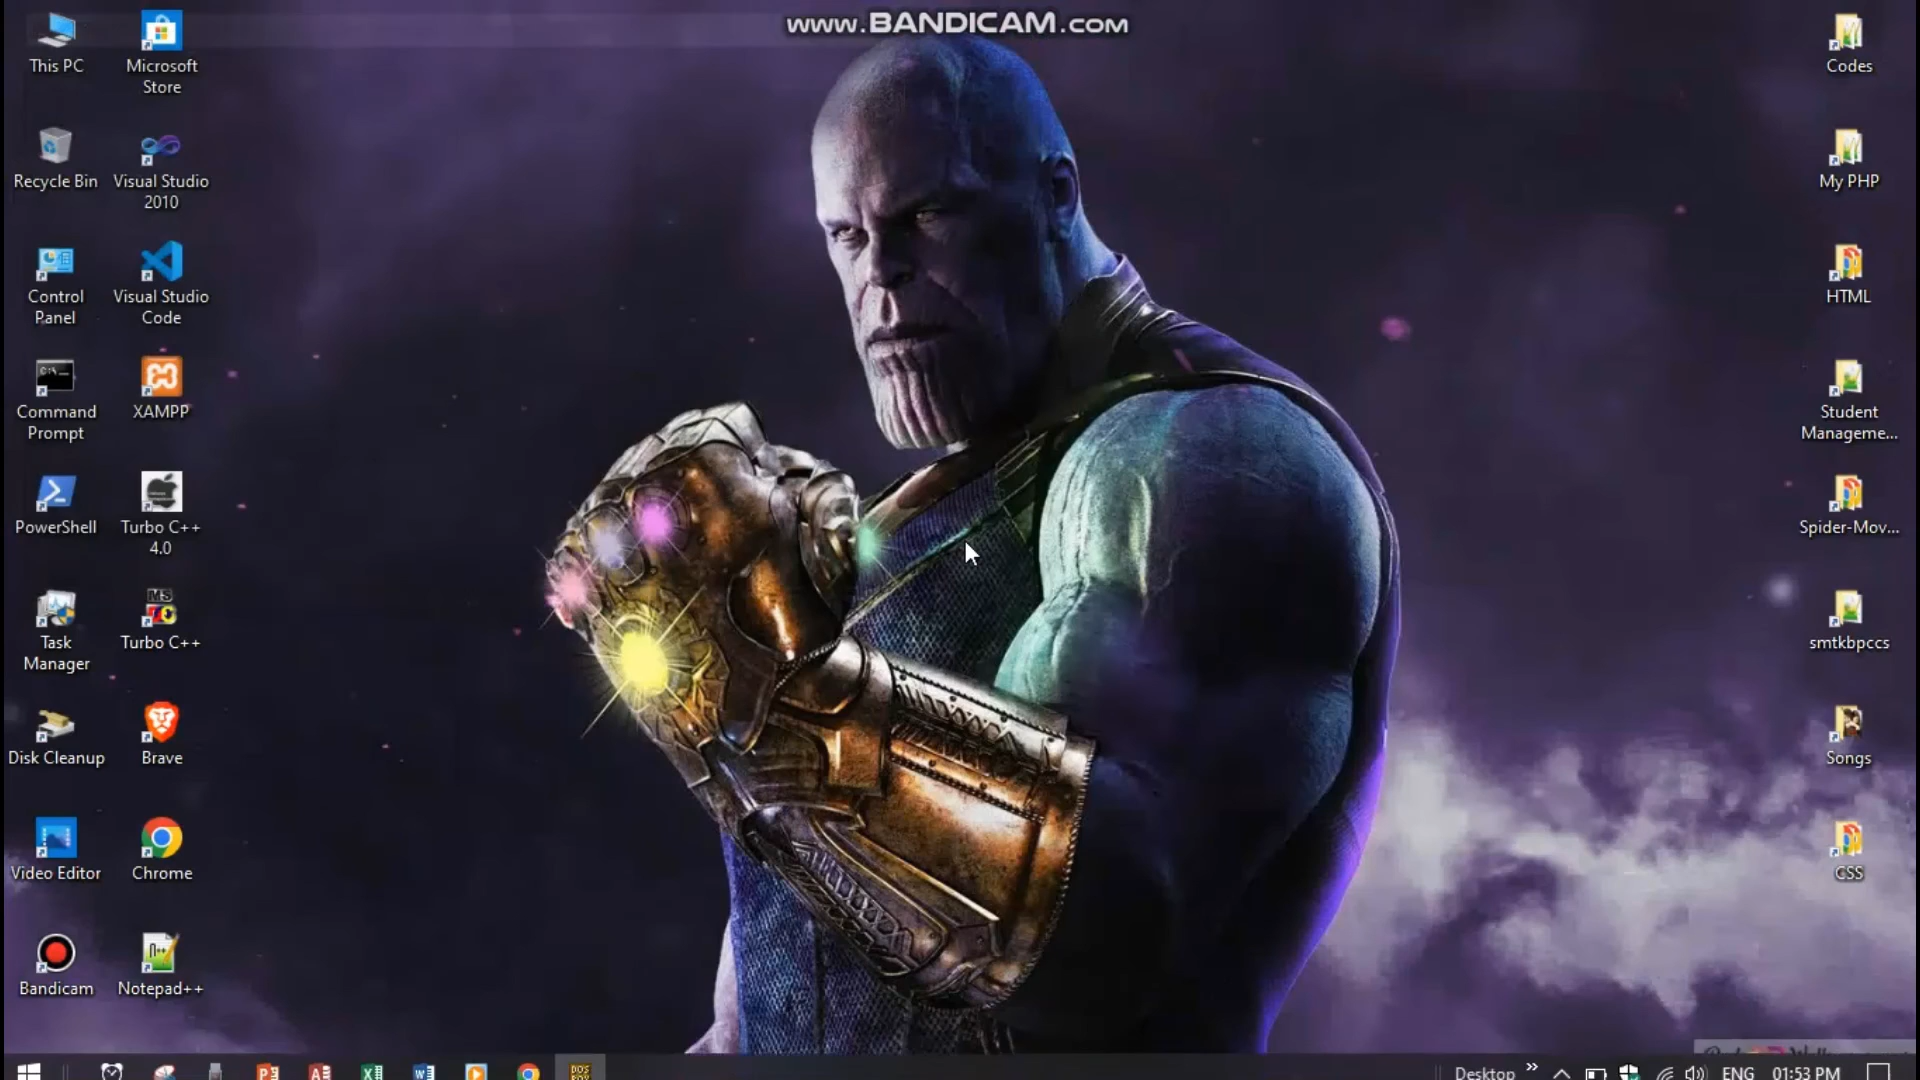 www.BANDICAM.com
This PC
Microsoft
Store
Codes
Recycle Bin
Visual Studio
2010
My PHP
Control
Panel
Visual Studio
Code
HTML
Command
Prompt
XAMPP
Student
Manageme...
PowerShell
Turbo C++
4.0
Spider-Mov...
Task
Manager
Turbo C++
smtkbpccs
Disk Cleanup
Brave
Songs
Video Editor
Chrome
CSS
Bandicam
Notepad++
Desktop
ENG
01:53 PM